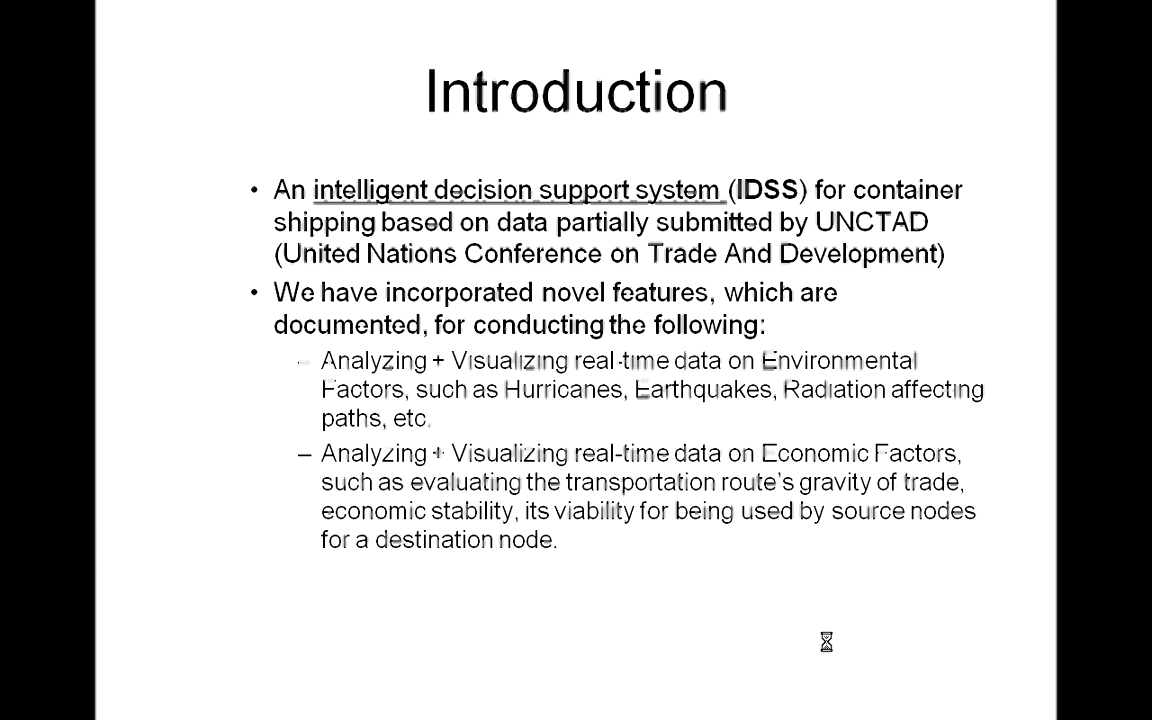 Introduction
• An intelligent decision support system (IDSS) for container
shipping based on data partially submitted by UNCTAD
(United Nations Conference on Trade And Development)
• We have incorporated novel features, which are
documented, for conducting the following:
– Analyzing + Visualizing real-time data on Environmental
Factors, such as Hurricanes, Earthquakes, Radiation affecting
paths, etc.
– Analyzing + Visualizing real-time data on Economic Factors,
such as evaluating the transportation route's gravity of trade,
economic stability, its viability for being used by source nodes
for a destination node.